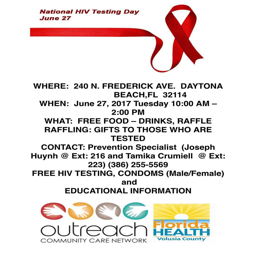 National HIV Testing Day
June 27
WHERE: 240 N. FREDERICK AVE. DAYTONA
BEACH,FL 32114
WHEN: June 27, 2017 Tuesday 10:00 AM –
2:00 PM
WHAT: FREE FOOD – DRINKS, RAFFLE
RAFFLING: GIFTS TO THOSE WHO ARE
TESTED
CONTACT: Prevention Specialist (Joseph
Huynh @ Ext: 216 and Tamika Crumiell @ Ext:
223) (386) 255-5569
FREE HIV TESTING, CONDOMS (Male/Female)
and
EDUCATIONAL INFORMATION
outreach
COMMUNITY CARE NETWORK
Florida
HEALTH
Volusia County